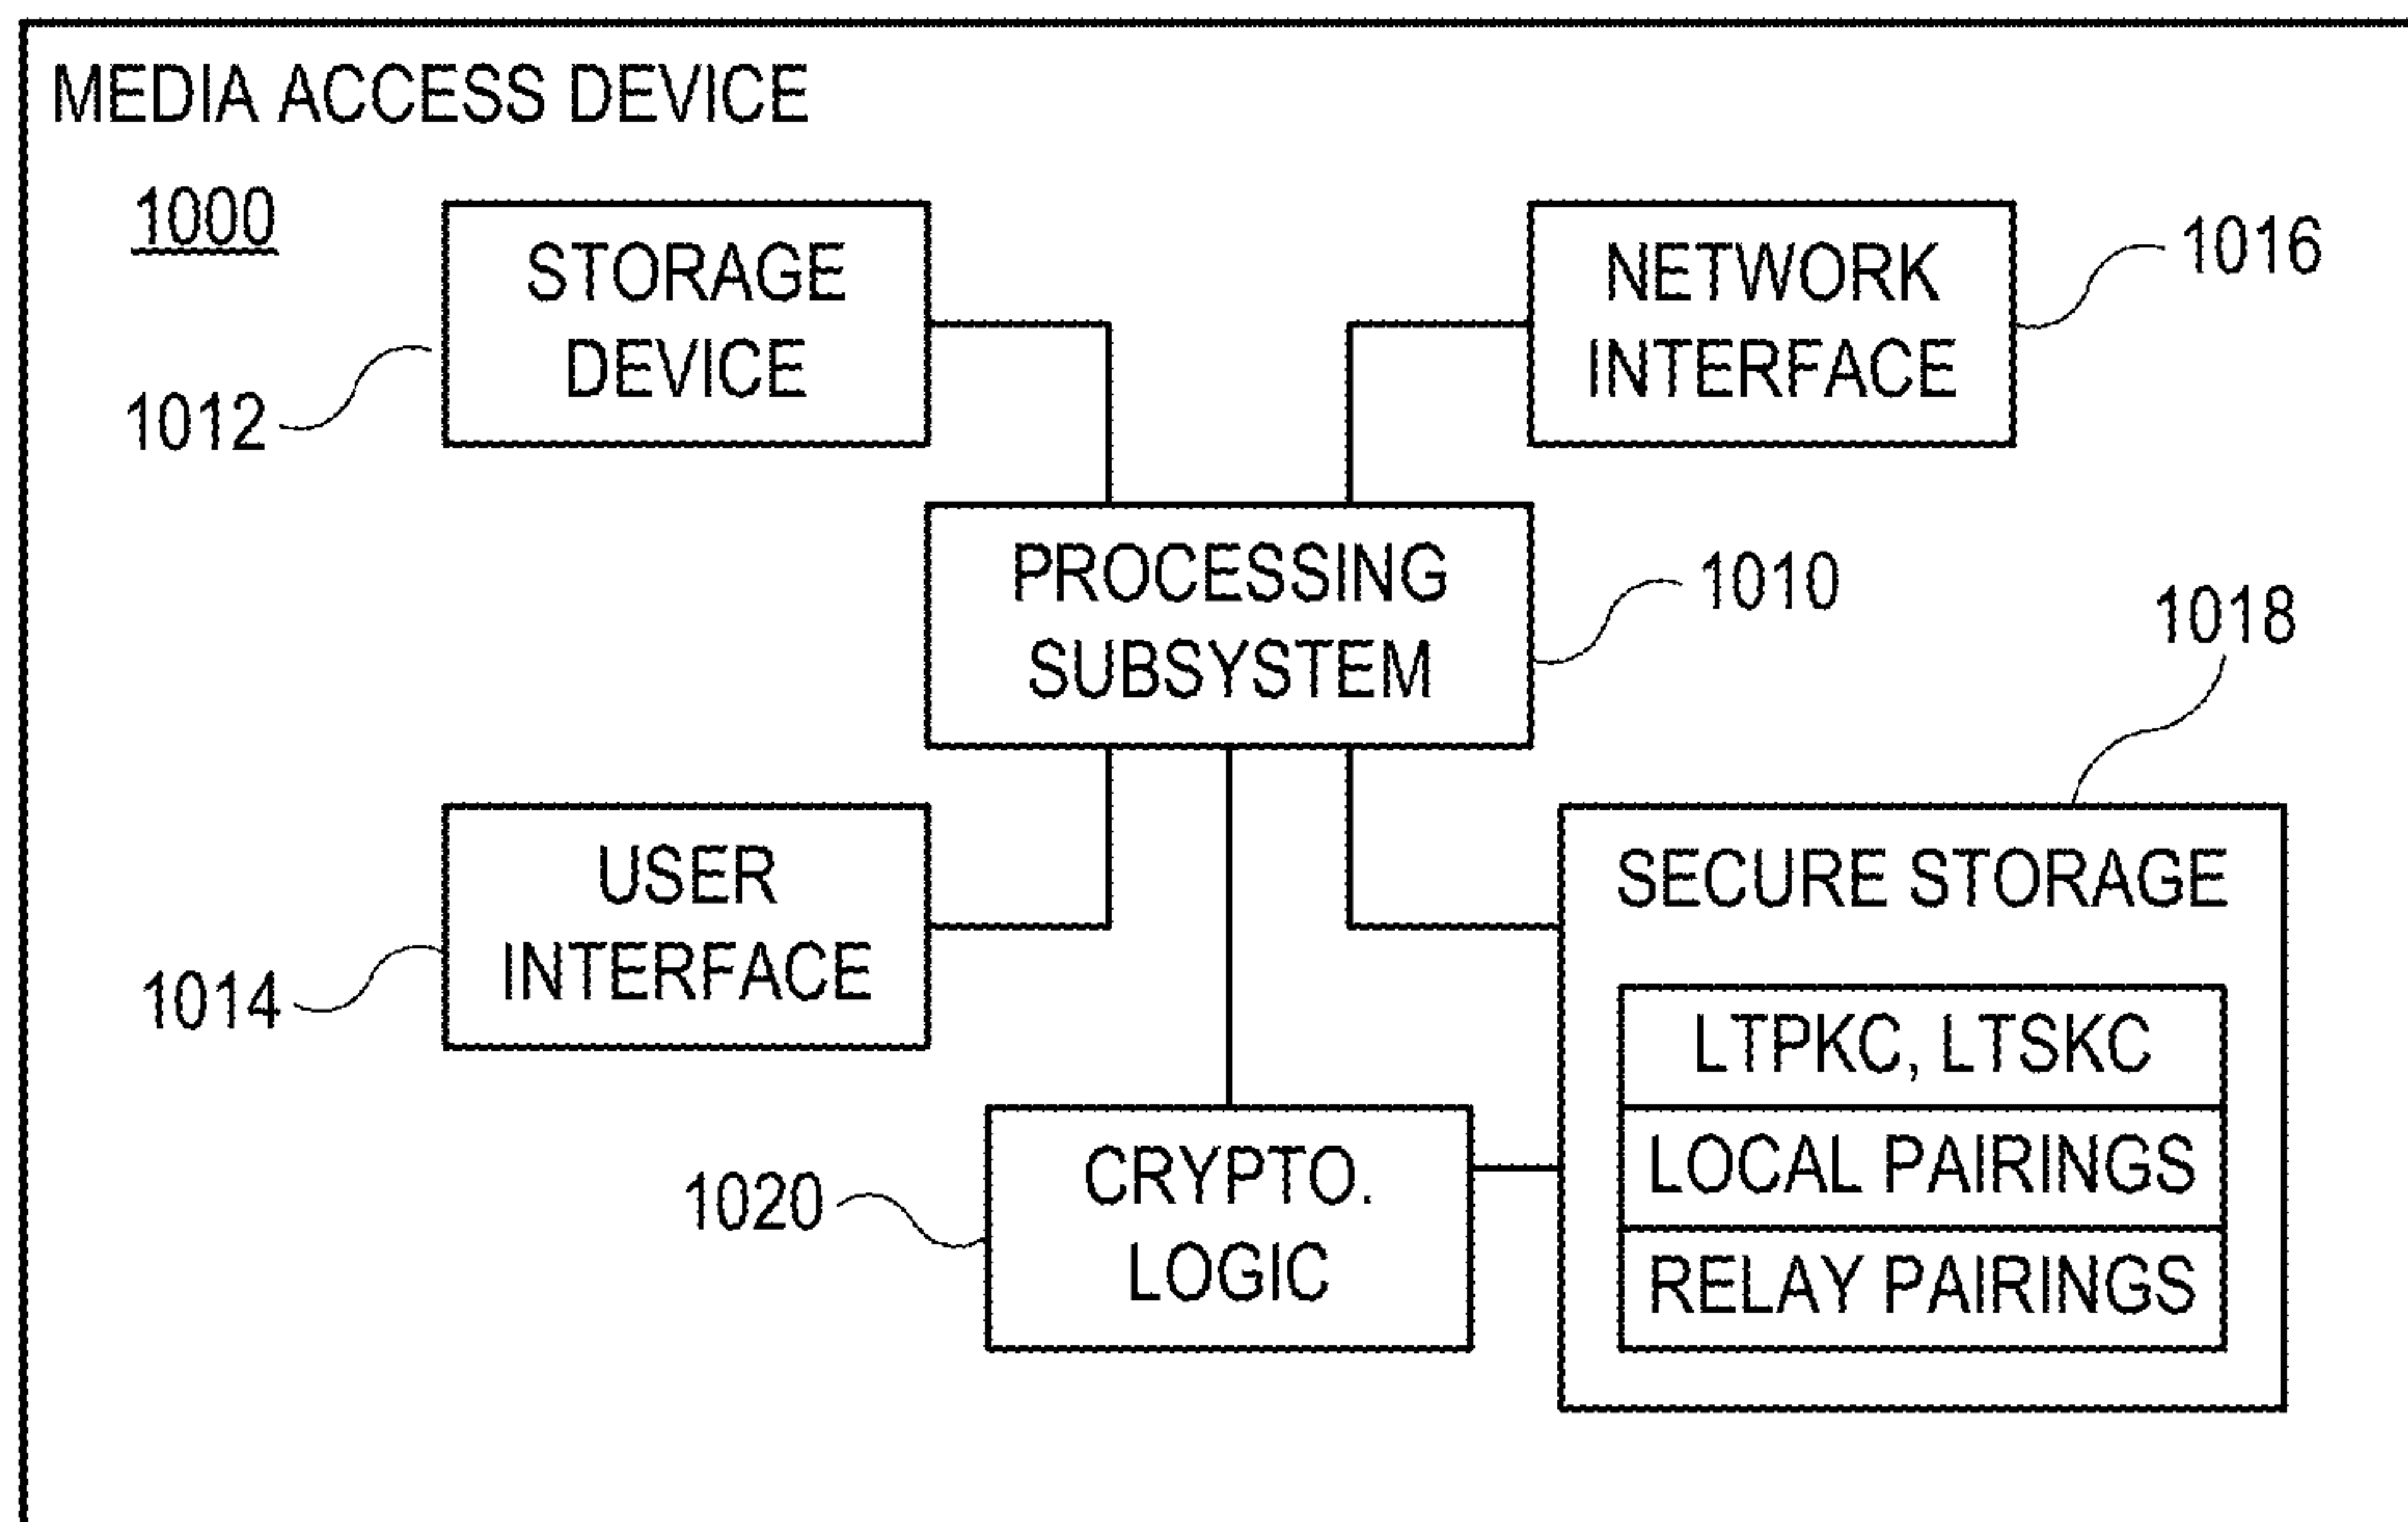 MEDIA ACCESS DEVICE
1000
STORAGE
DEVICE
1012
NETWORK
INTERFACE
1016
PROCESSING
SUBSYSTEM
1010
1018
USER
INTERFACE
1014
SECURE STORAGE
LTPKC, LTSKC
LOCAL PAIRINGS
RELAY PAIRINGS
CRYPTO.
LOGIC
1020